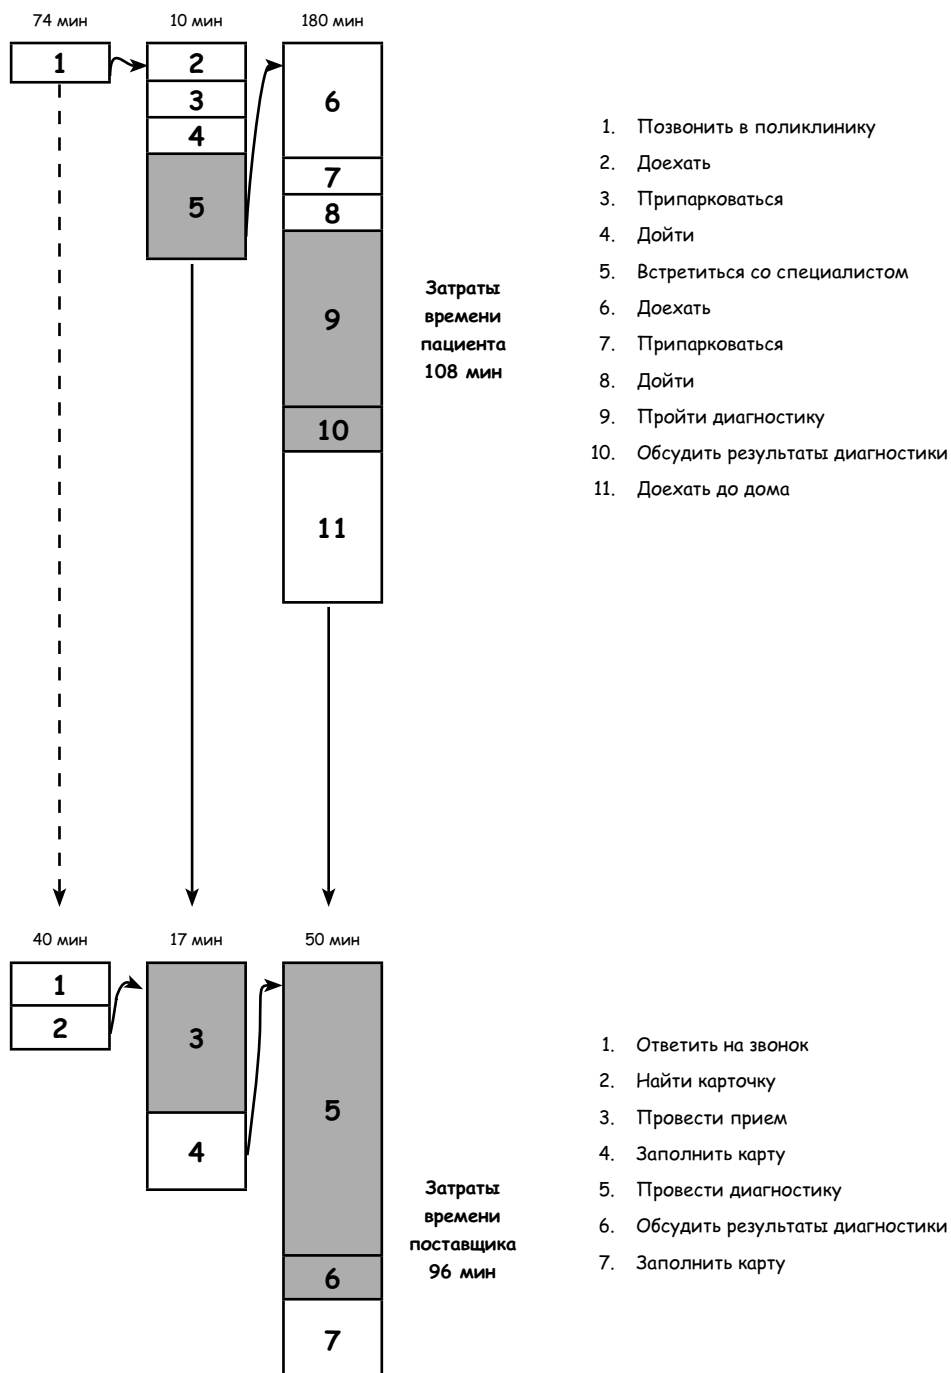 74 мин 10 мин 180 мин
1
2
3
4
5
6
7
8
9
10
11
Затраты
времени
пациента
108 мин
1. Позвонить в поликлинику
2. Доехать
3. Припарковаться
4. Дойти
5. Встретиться со специалистом
6. Доехать
7. Припарковаться
8. Дойти
9. Пройти диагностику
10. Обсудить результаты диагностики
11. Доехать до дома
40 мин 17 мин 50 мин
1
2
3
4
5
6
7
Затраты
времени
поставщика
96 мин
1. Ответить на звонок
2. Найти карточку
3. Провести прием
4. Заполнить карту
5. Провести диагностику
6. Обсудить результаты диагностики
7. Заполнить карту